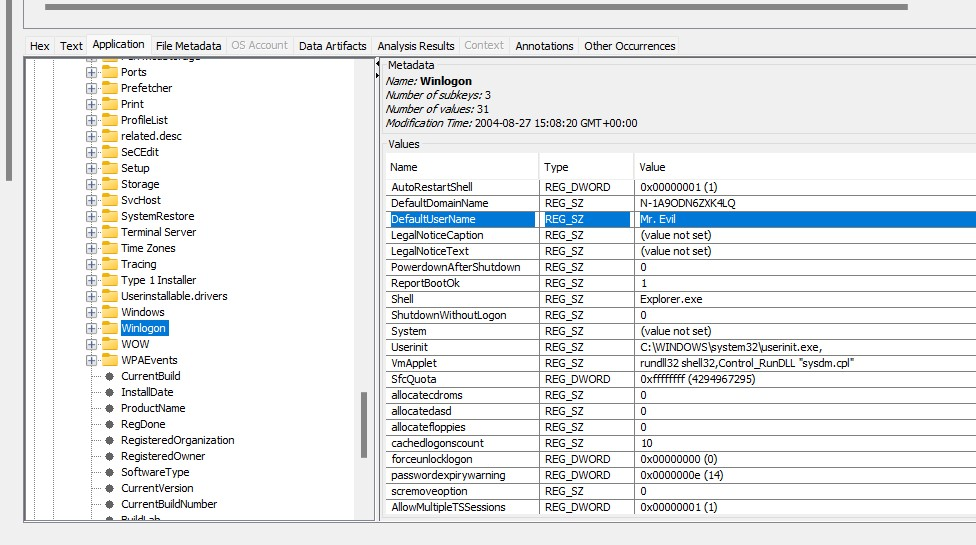 Hex Text Application File Metadata OS Account Data Artifacts Analysis Results Context Annotations Other Occurrences
Ports
Prefetcher
Print
ProfileList
related.desc
SeCEdit
Setup
Storage
SvcHost
SystemRestore
Terminal Server
Time Zones
Tracing
Type 1 Installer
Userinstallable.drivers
Windows
Winlogon
WOW
WPAEvents
CurrentBuild
InstallDate
ProductName
RegDone
RegisteredOrganization
RegisteredOwner
SoftwareType
CurrentVersion
CurrentBuildNumber
BuildLab
Metadata
Name: Winlogon
Number of subkeys: 3
Number of values: 31
Modification Time: 2004-08-27 15:08:20 GMT+00:00
Values
Name Type Value
AutoRestartShell REG_DWORD 0x00000001 (1)
DefaultDomainName REG_SZ N-1A9ODN6ZXK4LQ
DefaultUserName REG_SZ Mr. Evil
LegalNoticeCaption REG_SZ (value not set)
LegalNoticeText REG_SZ (value not set)
PowerdownAfterShutdown REG_SZ 0
ReportBootOk REG_SZ 1
Shell REG_SZ Explorer.exe
ShutdownWithoutLogon REG_SZ 0
System REG_SZ (value not set)
Userinit REG_SZ C:\WINDOWS\system32\userinit.exe,
VmApplet REG_SZ rundll32 shell32,Control_RunDLL "sysdm.cpl"
SfcQuota REG_DWORD 0xffffffff (4294967295)
allocatecdroms REG_SZ 0
allocatedasd REG_SZ 0
allocatefloppies REG_SZ 0
cachedlogonscount REG_SZ 10
forceunlocklogon REG_DWORD 0x00000000 (0)
passwordexpirywarning REG_DWORD 0x0000000e (14)
scremoveoption REG_SZ 0
AllowMultipleTSSessions REG_DWORD 0x00000001 (1)